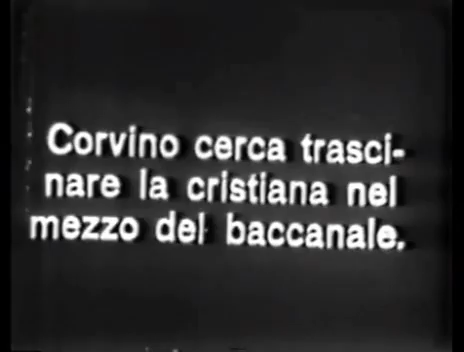 Corvino cerca trasci-
nare la cristiana nel
mezzo del baccanale.